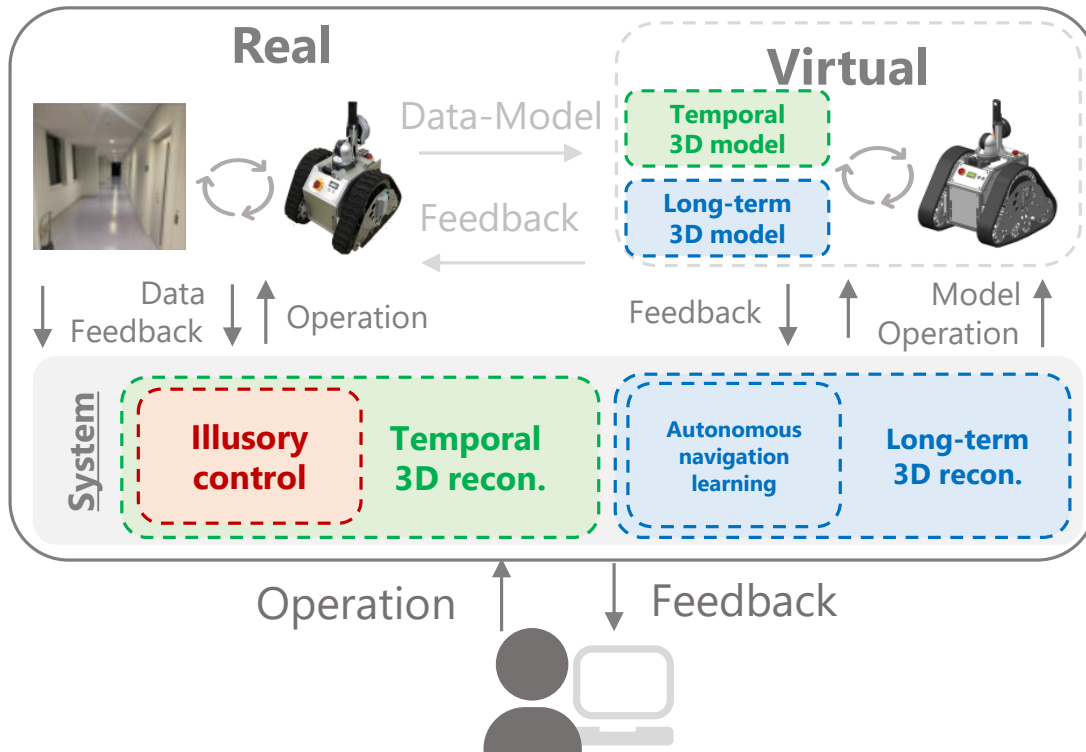 Real
Virtual
Data-Model
Feedback
Temporal
3D model
Long-term
3D model
Data
Feedback
Operation
Feedback
Model
Operation
System
Illusory
control
Temporal
3D recon.
Autonomous
navigation
learning
Long-term
3D recon.
Operation
Feedback